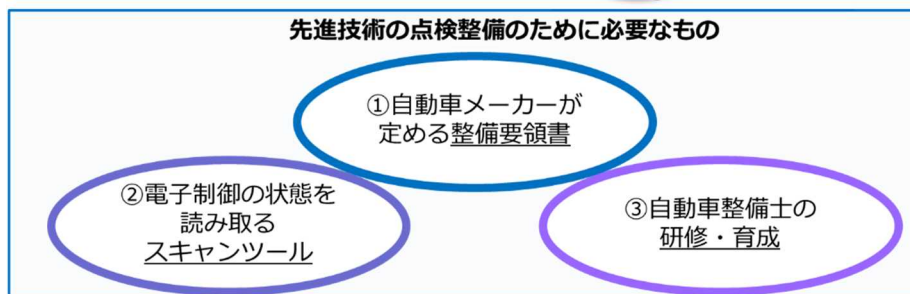 先進技術の点検整備のために必要なもの
①自動車メーカーが
定める整備要領書
②電子制御の状態を
読み取る
スキャンツール
③自動車整備士の
研修・育成